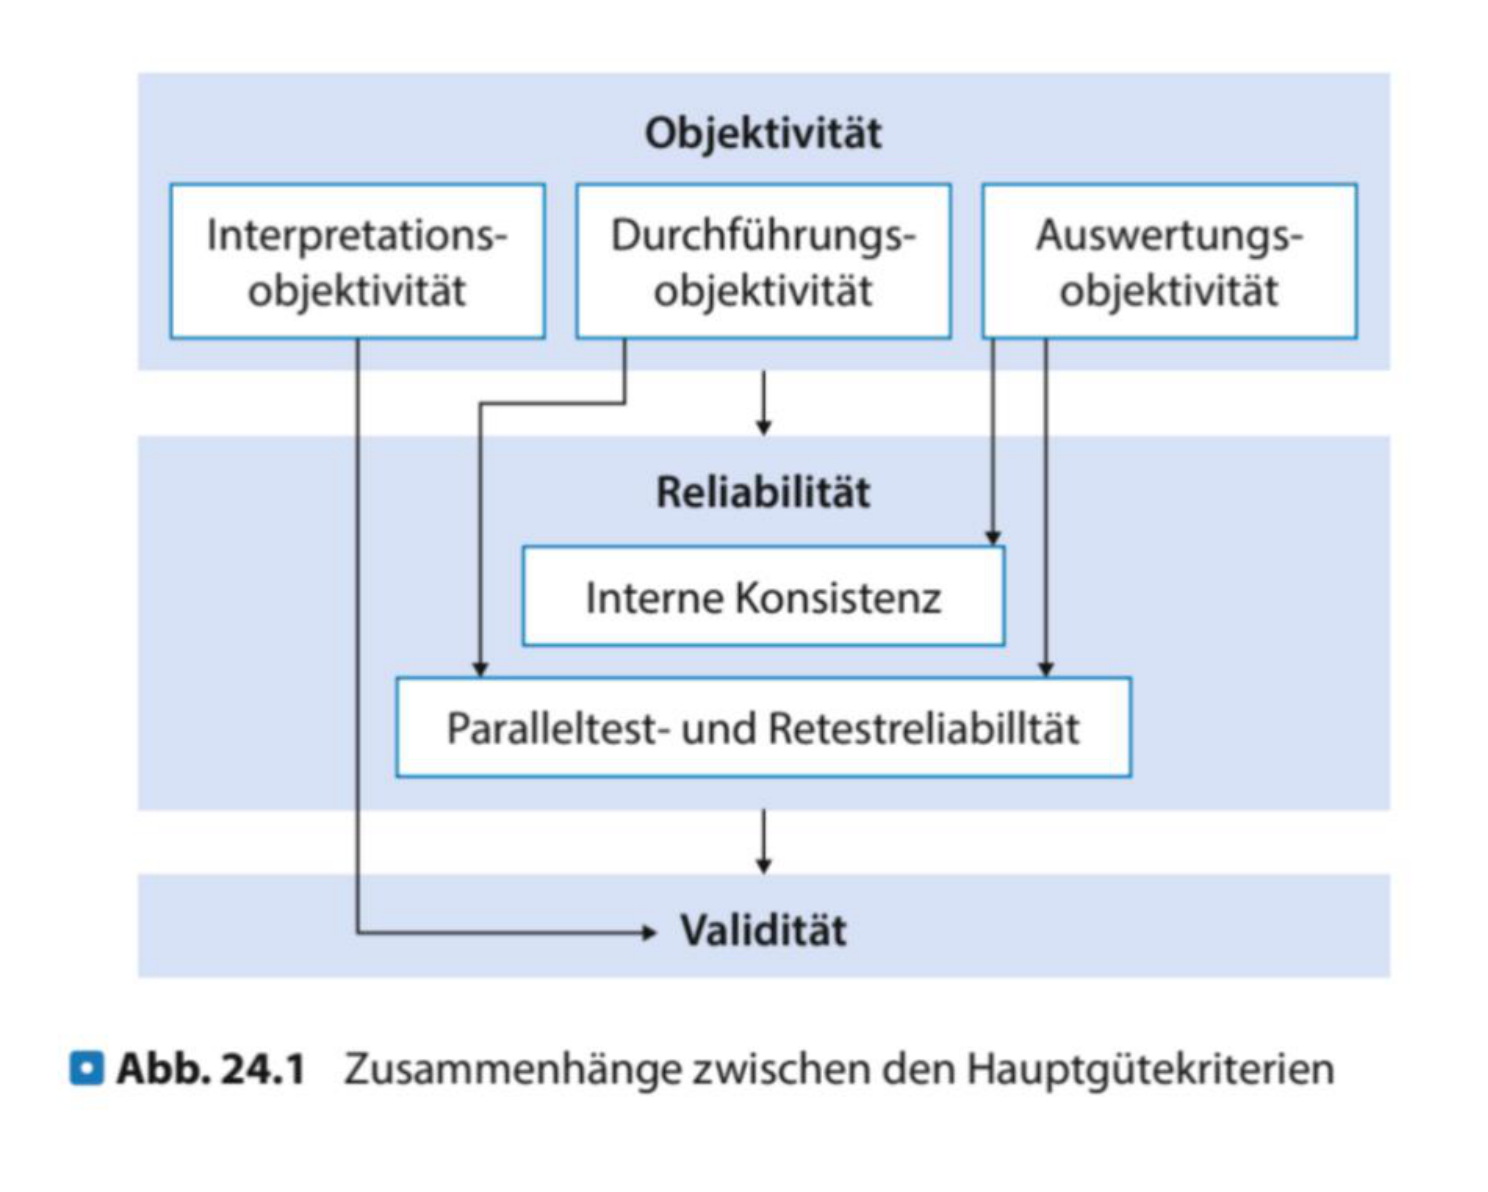 Objektivität
Interpretations-
objektivität
Durchführungs-
objektivität
Auswertungs-
objektivität
Reliabilität
Interne Konsistenz
Paralleltest- und Retestreliabilltät
Validität
Abb. 24.1 Zusammenhänge zwischen den Hauptgütekriterien